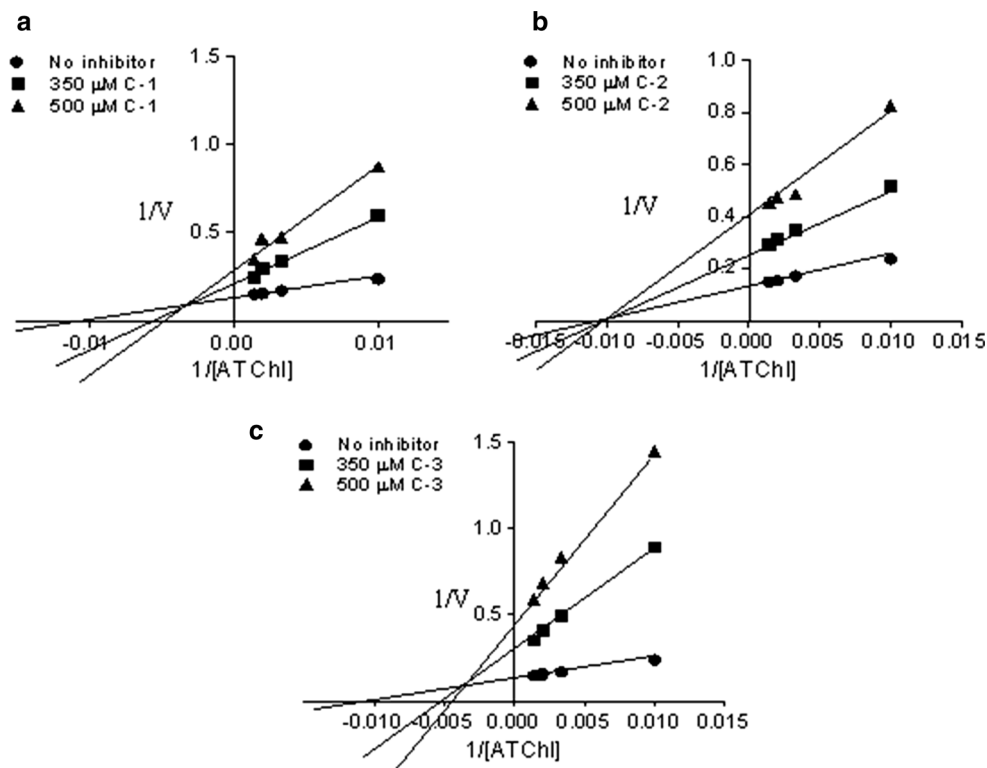 a
No inhibitor
350 µM C-1
500 µM C-1
1.5
1.0
0.5
1/V
-0.01
0.00
0.01
1/[ATChl]
b
No inhibitor
350 µM C-2
500 µM C-2
1.0
0.8
0.6
0.4
0.2
1/V
-0.015
-0.010
-0.005
0.000
0.005
0.010
0.015
1/[ATChl]
c
No inhibitor
350 µM C-3
500 µM C-3
1.5
1.0
0.5
1/V
-0.010
-0.005
0.000
0.005
0.010
0.015
1/[ATChl]